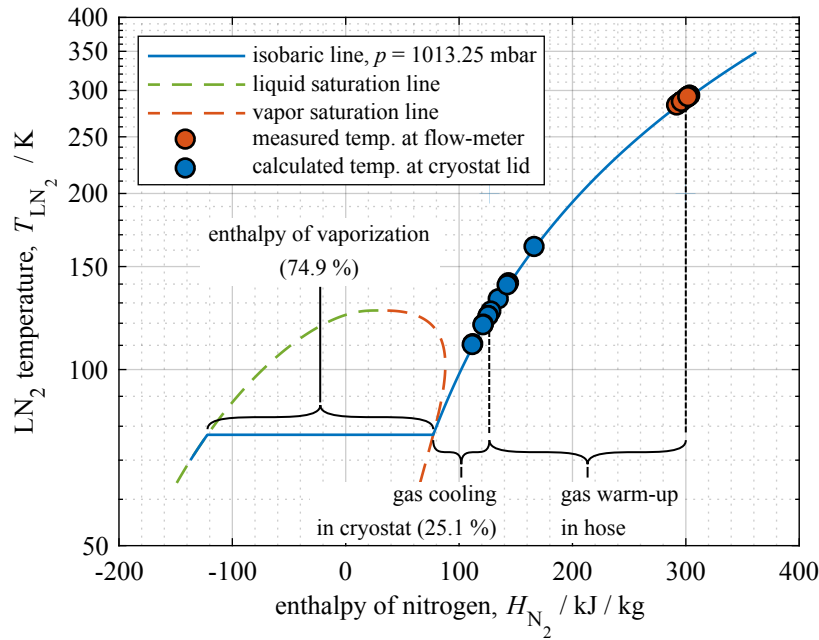 400
350
300
250
200
150
100
50
LN2 temperature, T_LN2 / K
isobaric line, p = 1013.25 mbar
liquid saturation line
vapor saturation line
measured temp. at flow-meter
calculated temp. at cryostat lid
enthalpy of vaporization
(74.9 %)
gas cooling
in cryostat (25.1 %)
gas warm-up
in hose
-200 -100 0 100 200 300 400
enthalpy of nitrogen, H_N2 / kJ / kg